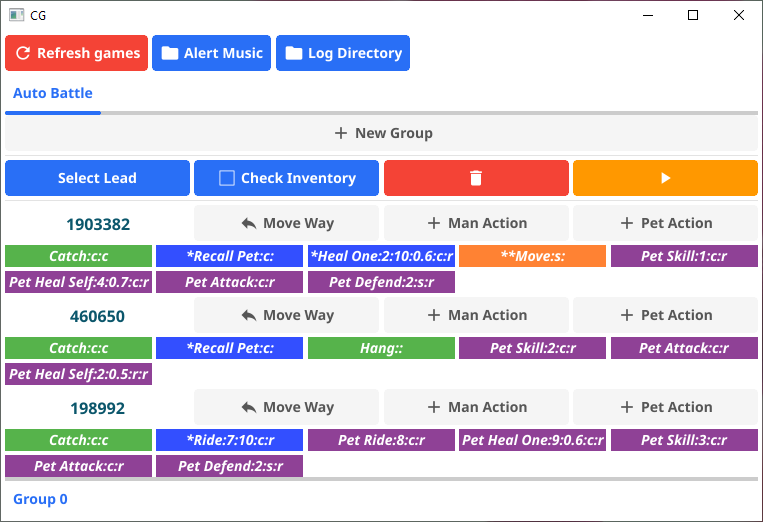 CG
Refresh games Alert Music Log Directory
Auto Battle
New Group
Select Lead Check Inventory
1903382 Move Way Man Action Pet Action
Catch:c:c *Recall Pet:c: *Heal One:2:10:0.6:c:r **Move:s: Pet Skill:1:c:r
Pet Heal Self:4:0.7:c:r Pet Attack:c:r Pet Defend:2:s:r
460650 Move Way Man Action Pet Action
Catch:c:c *Recall Pet:c: Hang:: Pet Skill:2:c:r Pet Attack:c:r
Pet Heal Self:2:0.5:r:r
198992 Move Way Man Action Pet Action
Catch:c:c *Ride:7:10:c:r Pet Ride:8:c:r Pet Heal One:9:0.6:c:r Pet Skill:3:c:r
Pet Attack:c:r Pet Defend:2:s:r
Group 0